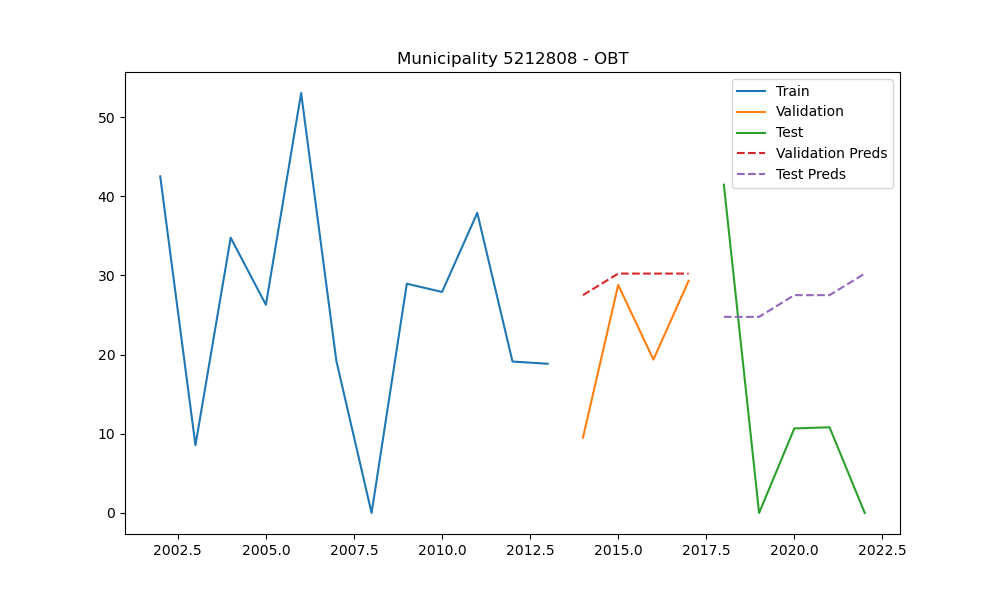 Municipality 5212808 - OBT
Train
Validation
Test
Validation Preds
Test Preds
50
40
30
20
10
0
2002.5 2005.0 2007.5 2010.0 2012.5 2015.0 2017.5 2020.0 2022.5